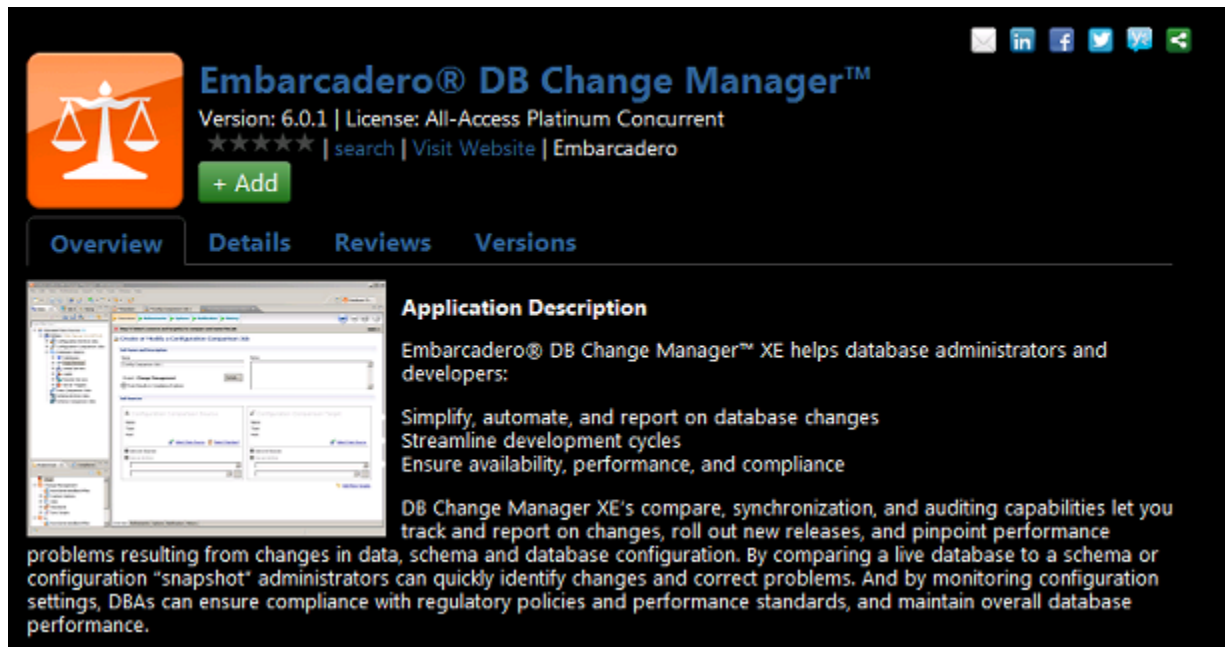 Embarcadero® DB Change Manager™
Version: 6.0.1 | License: All-Access Platinum Concurrent
| search | Visit Website | Embarcadero
+ Add
Overview Details Reviews Versions
Application Description
Embarcadero® DB Change Manager™ XE helps database administrators and
developers:
Simplify, automate, and report on database changes
Streamline development cycles
Ensure availability, performance, and compliance
DB Change Manager XE's compare, synchronization, and auditing capabilities let you
track and report on changes, roll out new releases, and pinpoint performance
problems resulting from changes in data, schema and database configuration. By comparing a live database to a schema or
configuration "snapshot" administrators can quickly identify changes and correct problems. And by monitoring configuration
settings, DBAs can ensure compliance with regulatory policies and performance standards, and maintain overall database
performance.
Create or Modify a Configuration Comparison Job